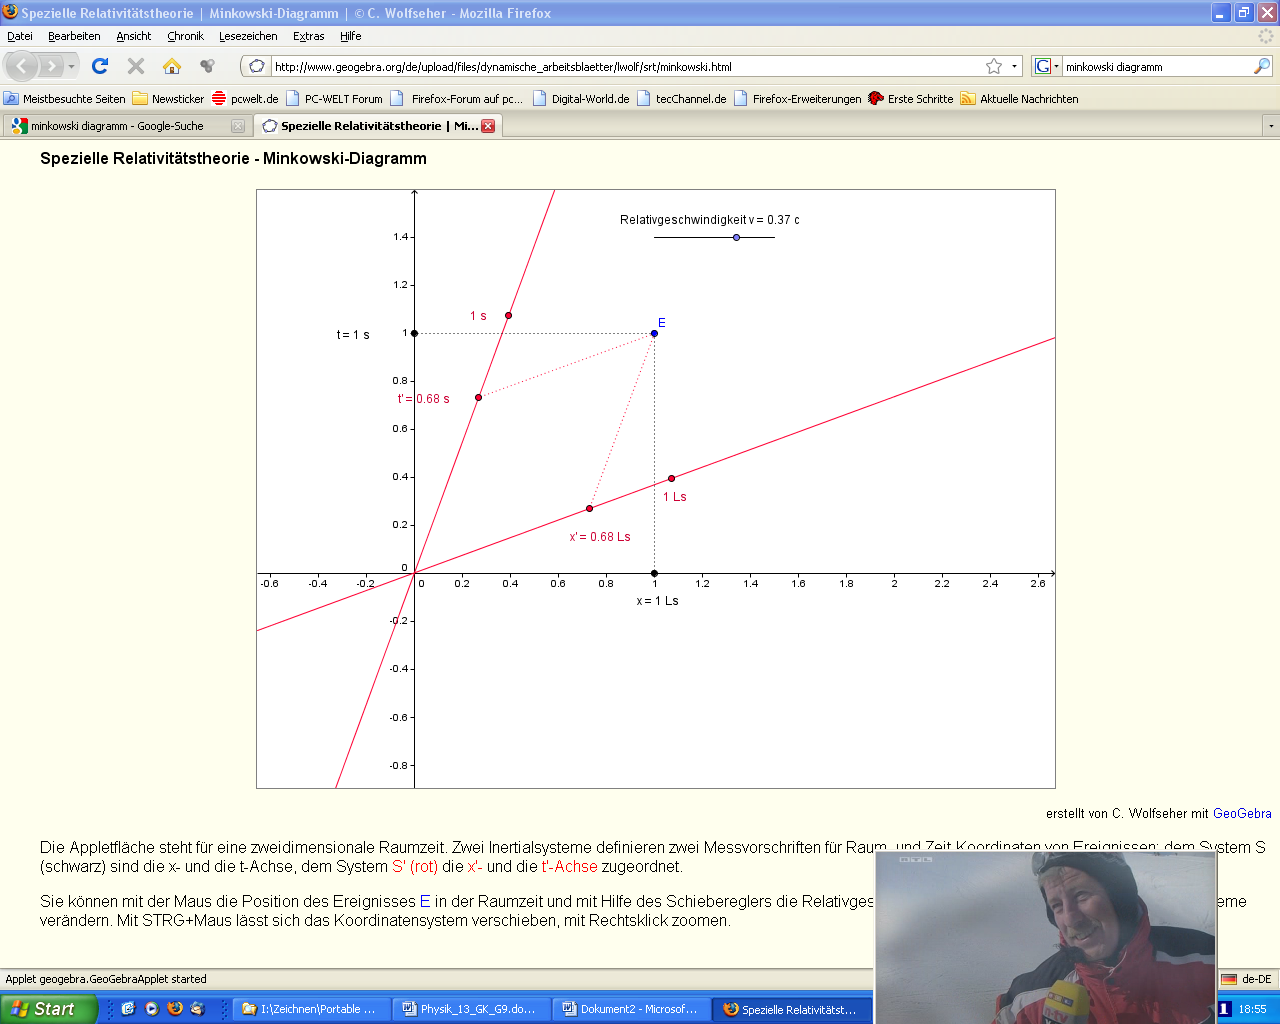 Spezielle Relativitätstheorie | Minkowski-Diagramm | © C. Wolfseher - Mozilla Firefox
Datei Bearbeiten Ansicht Chronik Lesezeichen Extras Hilfe
http://www.geogebra.org/de/upload/files/dynamische_arbeitsblaetter/lwolf/srt/minkowski.html
minkowski diagramm
Meistbesuchte Seiten Newsticker pcwelt.de PC-WELT Forum Firefox-Forum auf pc... Digital-World.de tecChannel.de Firefox-Erweiterungen Erste Schritte Aktuelle Nachrichten
minkowski diagramm - Google-Suche
Spezielle Relativitätstheorie | Mi...
Spezielle Relativitätstheorie - Minkowski-Diagramm
Relativgeschwindigkeit v = 0.37 c
1.4
1.2
1 s
E
t = 1 s
1
0.8
t' = 0.68 s
0.6
0.4
1 Ls
0.2
x' = 0.68 Ls
0
-0.6 -0.4 -0.2 0 0.2 0.4 0.6 0.8 1 1.2 1.4 1.6 1.8 2 2.2 2.4 2.6
x = 1 Ls
-0.2
-0.4
-0.6
-0.8
erstellt von C. Wolfseher mit GeoGebra
Die Appletfläche steht für eine zweidimensionale Raumzeit. Zwei Inertialsysteme definieren zwei Messvorschriften für Raum- und Zeit-Koordinaten von Ereignissen: dem System S
(schwarz) sind die x- und die t-Achse, dem System S' (rot) die x'- und die t'-Achse zugeordnet.
Sie können mit der Maus die Position des Ereignisses E in der Raumzeit und mit Hilfe des Schiebereglers die Relativges eme
verändern. Mit STRG+Maus lässt sich das Koordinatensystem verschieben, mit Rechtsklick zoomen.
RTL
Applet geogebra.GeoGebraApplet started
de-DE
Start
I:\Zeichnen\Portable ...
Physik_13_GK_G9.do...
Dokument2 - Microsof...
Spezielle Relativitätst...
1
18:55